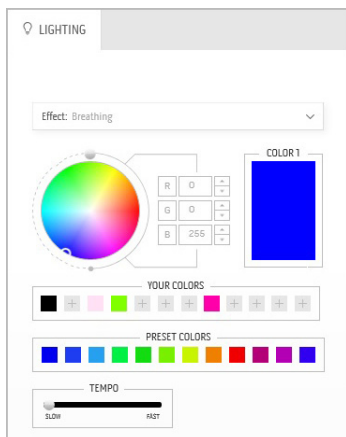 LIGHTING
Effect: Breathing
COLOR 1
R 0
G 0
B 255
YOUR COLORS
PRESET COLORS
TEMPO
SLOW FAST